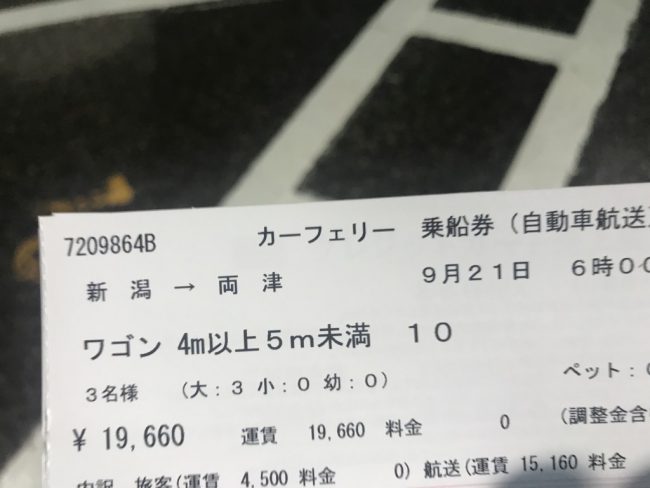 7209864B カーフェリー 乗船券 (自動車航送
新 潟 → 両 津 9月21日 6時00
ワゴン 4m以上5m未満 10
3名様 (大:3 小:0 幼:0) ペット:
¥ 19,660 運賃 19,660 料金 0 (調整金含
内訳 旅客(運賃 4,500 料金 0) 航送(運賃 15,160 料金